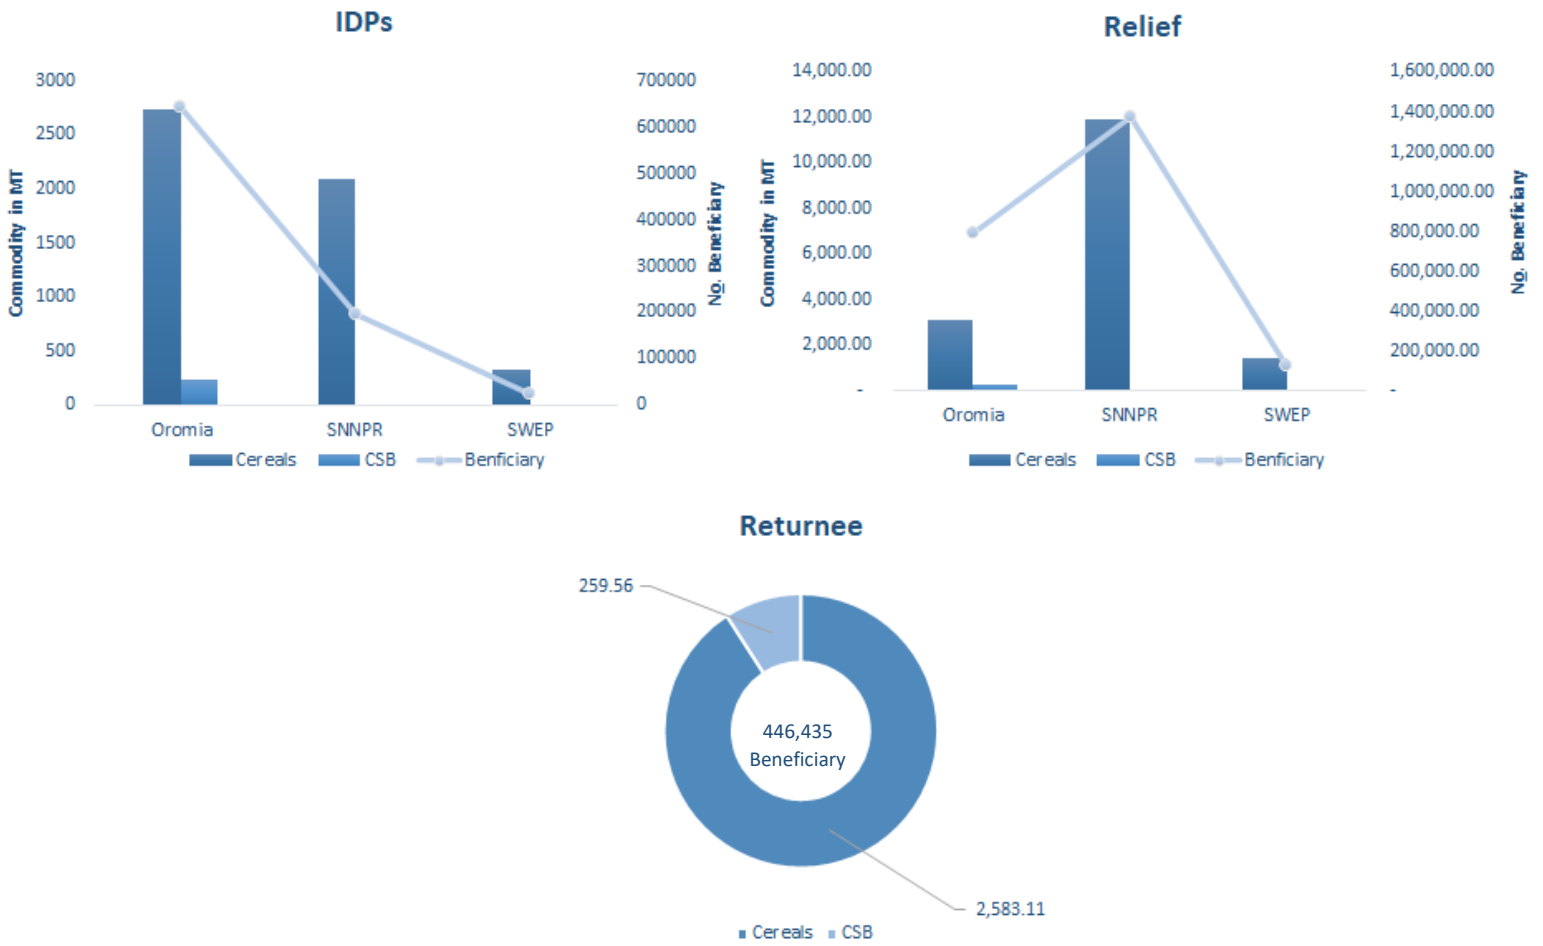 IDPs
3000
2500
2000
1500
1000
500
0
Commodity in MT
700000
600000
500000
400000
300000
200000
100000
0
No. Beneficiary
Oromia
SNNPR
SWEP
Cereals
CSB
Benficiary
Relief
14,000.00
12,000.00
10,000.00
8,000.00
6,000.00
4,000.00
2,000.00
-
Commodity in MT
1,600,000.00
1,400,000.00
1,200,000.00
1,000,000.00
800,000.00
600,000.00
400,000.00
200,000.00
-
No. Beneficiary
Oromia
SNNPR
SWEP
Cereals
CSB
Benficiary
Returnee
259.56
446,435
Beneficiary
2,583.11
Cereals
CSB